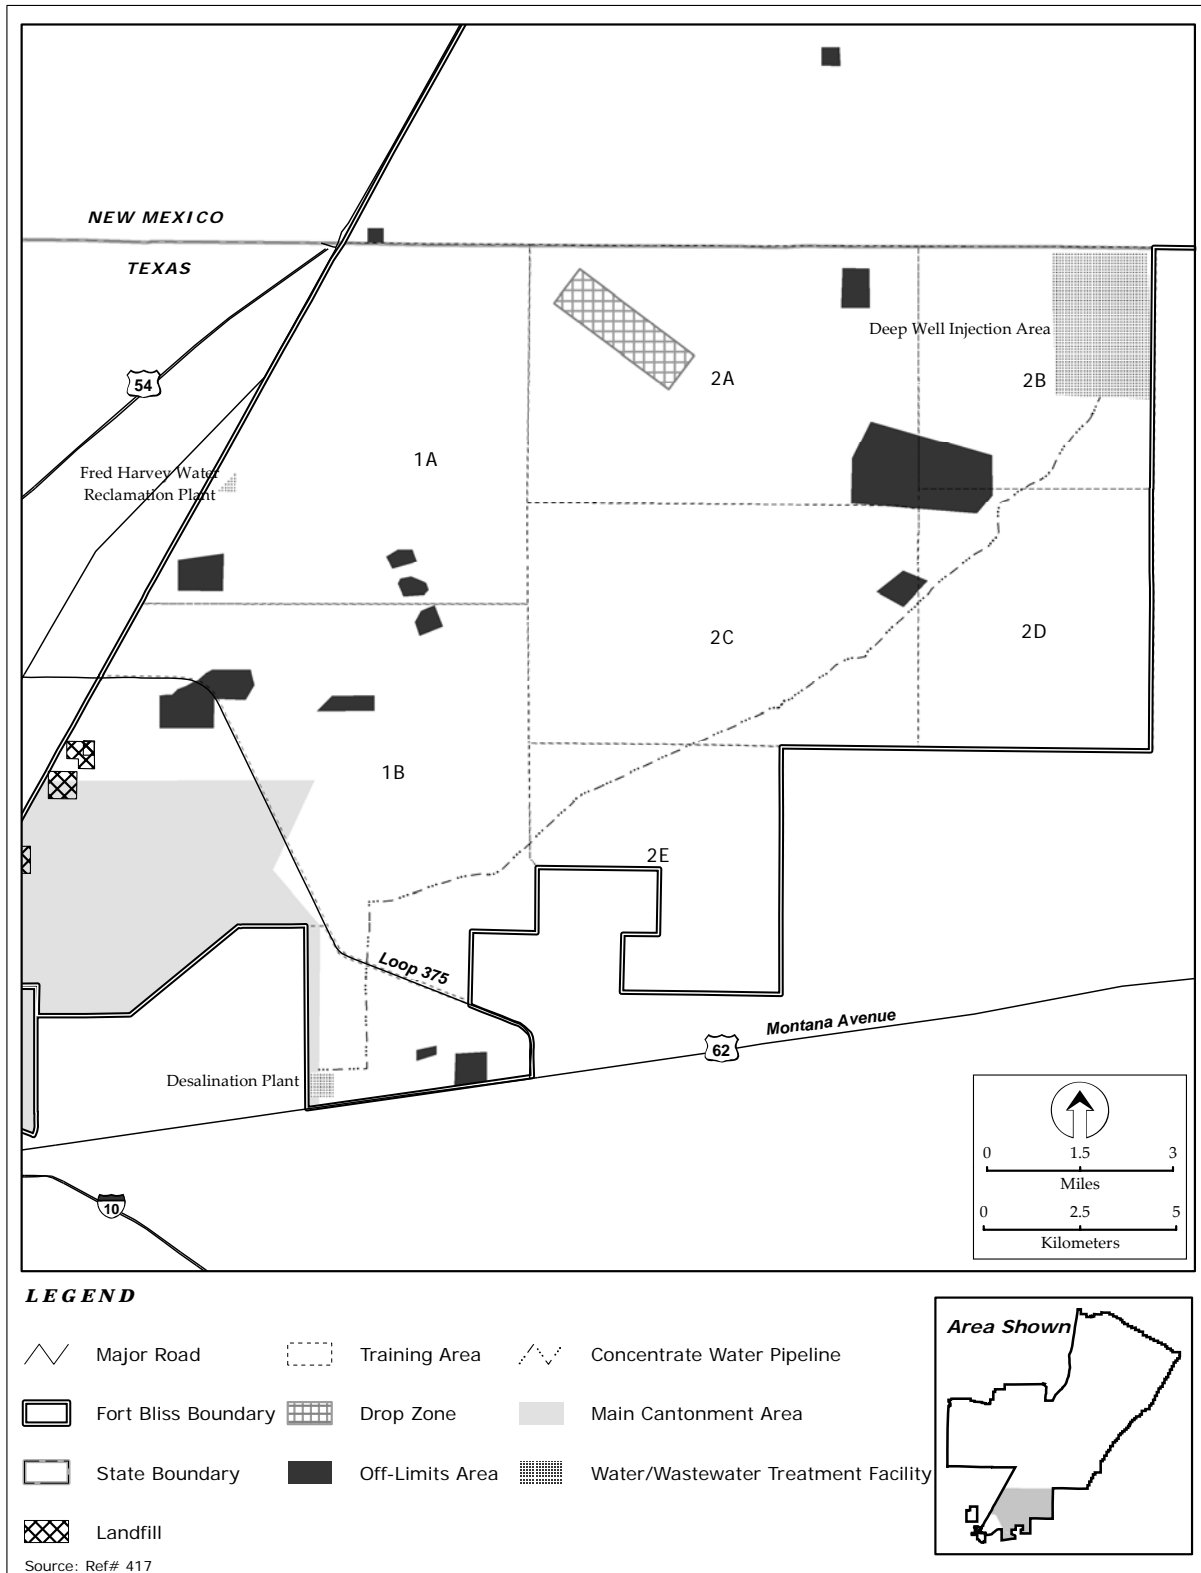 NEW MEXICO
TEXAS
54
Deep Well Injection Area
2A
2B
1A
Fred Harvey Water
Reclamation Plant
2C
2D
1B
2E
Loop 375
Montana Avenue
62
Desalination Plant
10
0 1.5 3
Miles
0 2.5 5
Kilometers
LEGEND
Major Road
Training Area
Concentrate Water Pipeline
Fort Bliss Boundary
Drop Zone
Main Cantonment Area
State Boundary
Off-Limits Area
Water/Wastewater Treatment Facility
Landfill
Source: Ref# 417
Area Shown